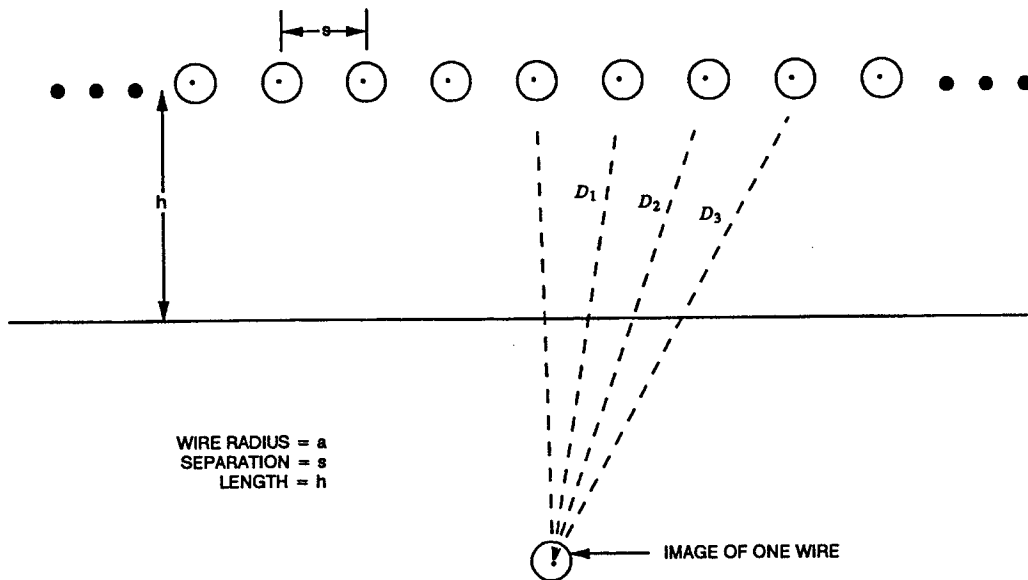 s
h
D1
D2
D3
WIRE RADIUS = a
SEPARATION = s
LENGTH = h
IMAGE OF ONE WIRE